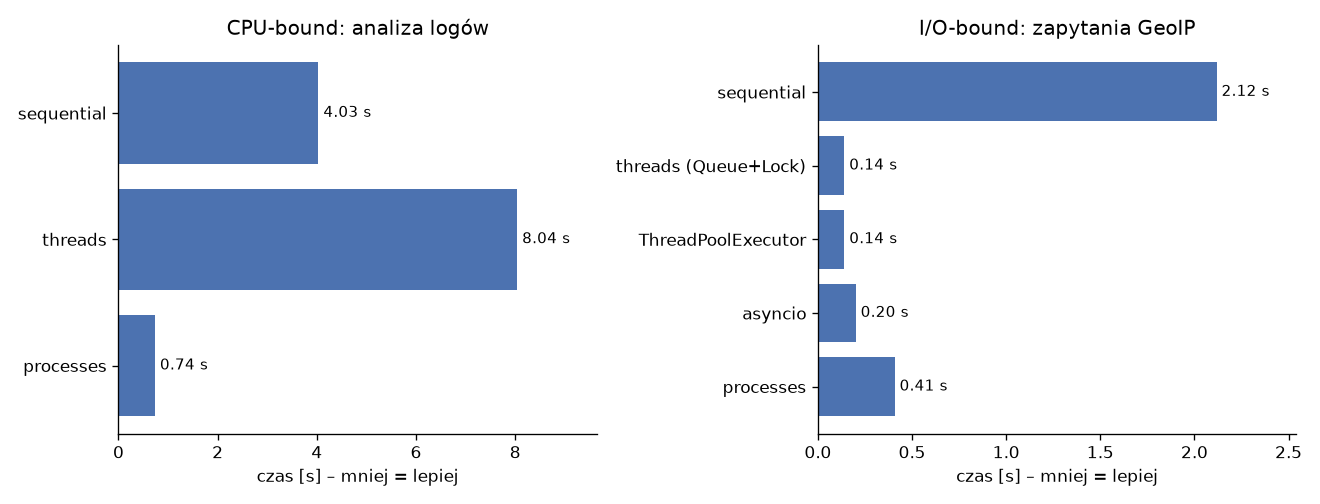 CPU-bound: analiza logów
sequential
4.03 s
threads
8.04 s
processes
0.74 s
0 2 4 6 8
czas [s] – mniej = lepiej
I/O-bound: zapytania GeoIP
sequential
2.12 s
threads (Queue+Lock)
0.14 s
ThreadPoolExecutor
0.14 s
asyncio
0.20 s
processes
0.41 s
0.0 0.5 1.0 1.5 2.0 2.5
czas [s] – mniej = lepiej